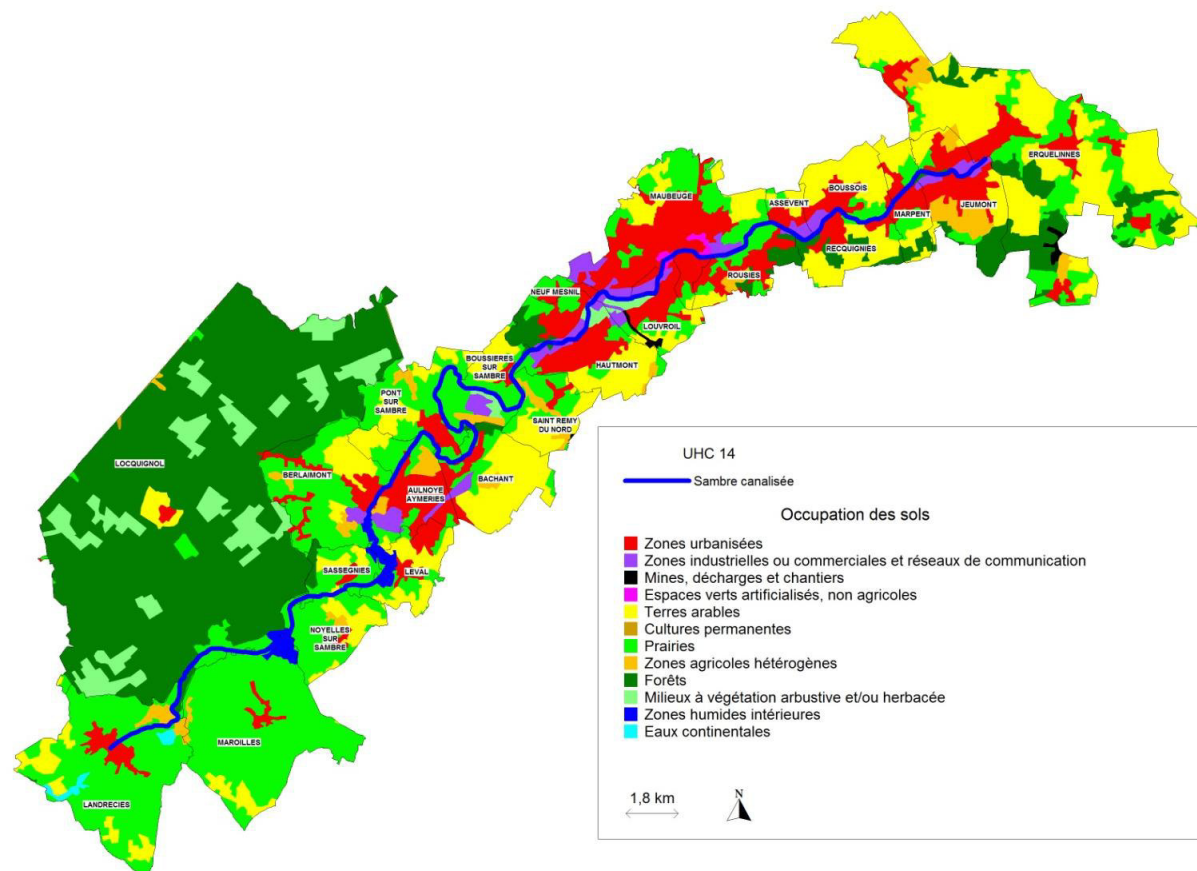 ERQUELINNES
BOUSSOIS
MAUBEUGE
ASSEVENT
JEUMONT
MARPENT
RECQUIGNIES
ROUSIES
NEUF MESNIL
LOUVROIL
BOUSSIERES
SUR
SAMBRE
HAUTMONT
PONT
SUR
SAMBRE
SAINT REMY
DU NORD
LOCQUIGNOL
BERLAIMONT
BACHANT
AULNOYE
AYMERIES
SASSEGNIES
LEVAL
NOYELLES
SUR
SAMBRE
MAROILLES
LANDRECIES
UHC 14
Sambre canalisée
Occupation des sols
Zones urbanisées
Zones industrielles ou commerciales et réseaux de communication
Mines, décharges et chantiers
Espaces verts artificialisés, non agricoles
Terres arables
Cultures permanentes
Prairies
Zones agricoles hétérogènes
Forêts
Milieux à végétation arbustive et/ou herbacée
Zones humides intérieures
Eaux continentales
1,8 km
N